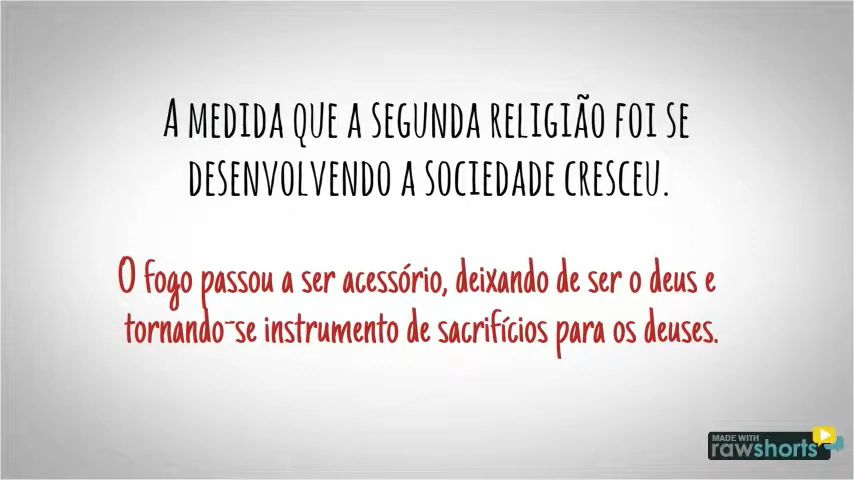 A MEDIDA QUE A SEGUNDA RELIGIÃO FOI SE
DESENVOLVENDO A SOCIEDADE CRESCEU.
O fogo passou a ser acessório, deixando de ser o deus e
tornando-se instrumento de sacrifícios para os deuses.
MADE WITH
rawshorts